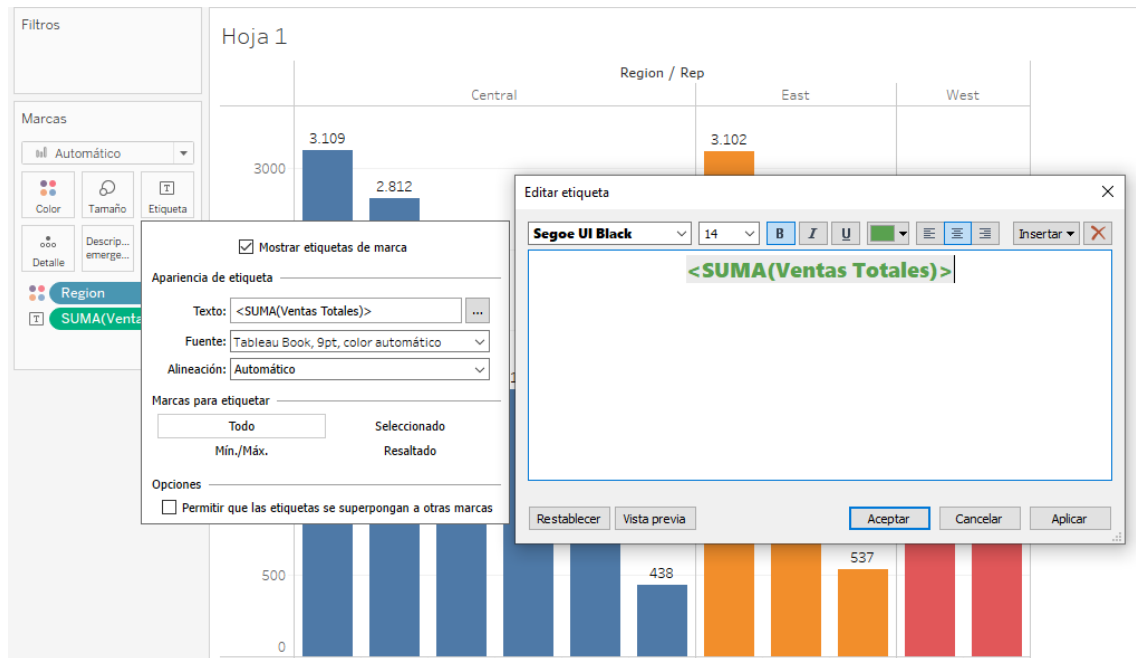 Filtros
Hoja 1
Region / Rep
Central East West
Marcas
Automático
Color Tamaño Etiqueta
Detalle Descrip... emerge...
Region
SUMA(Venta
3.109 3.102
3000
2.812
500
438
537
0
Mostrar etiquetas de marca
Apariencia de etiqueta
Texto: <SUMA(Ventas Totales)> ...
Fuente: Tableau Book, 9pt, color automático
Alineación: Automático
Marcas para etiquetar
Todo Seleccionado
Mín./Máx. Resaltado
Opciones
Permitir que las etiquetas se superpongan a otras marcas
Editar etiqueta
Segoe UI Black 14 B I U Insertar
<SUMA(Ventas Totales)>
Restablecer Vista previa Aceptar Cancelar Aplicar